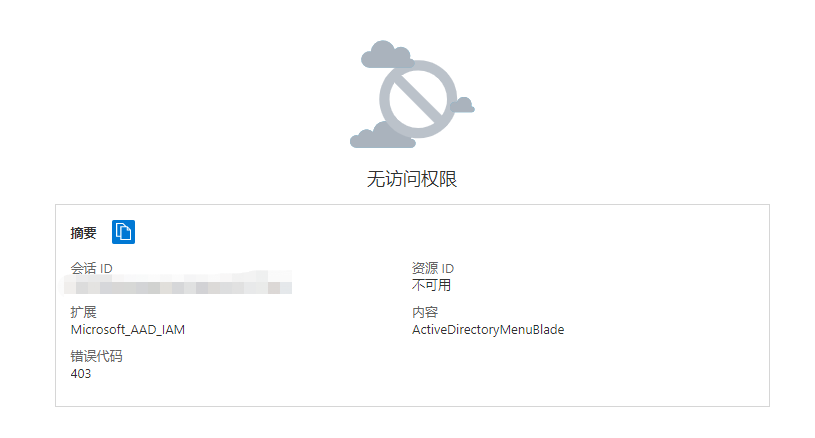 无访问权限
摘要
会话 ID
资源 ID
不可用
扩展
Microsoft_AAD_IAM
内容
ActiveDirectoryMenuBlade
错误代码
403